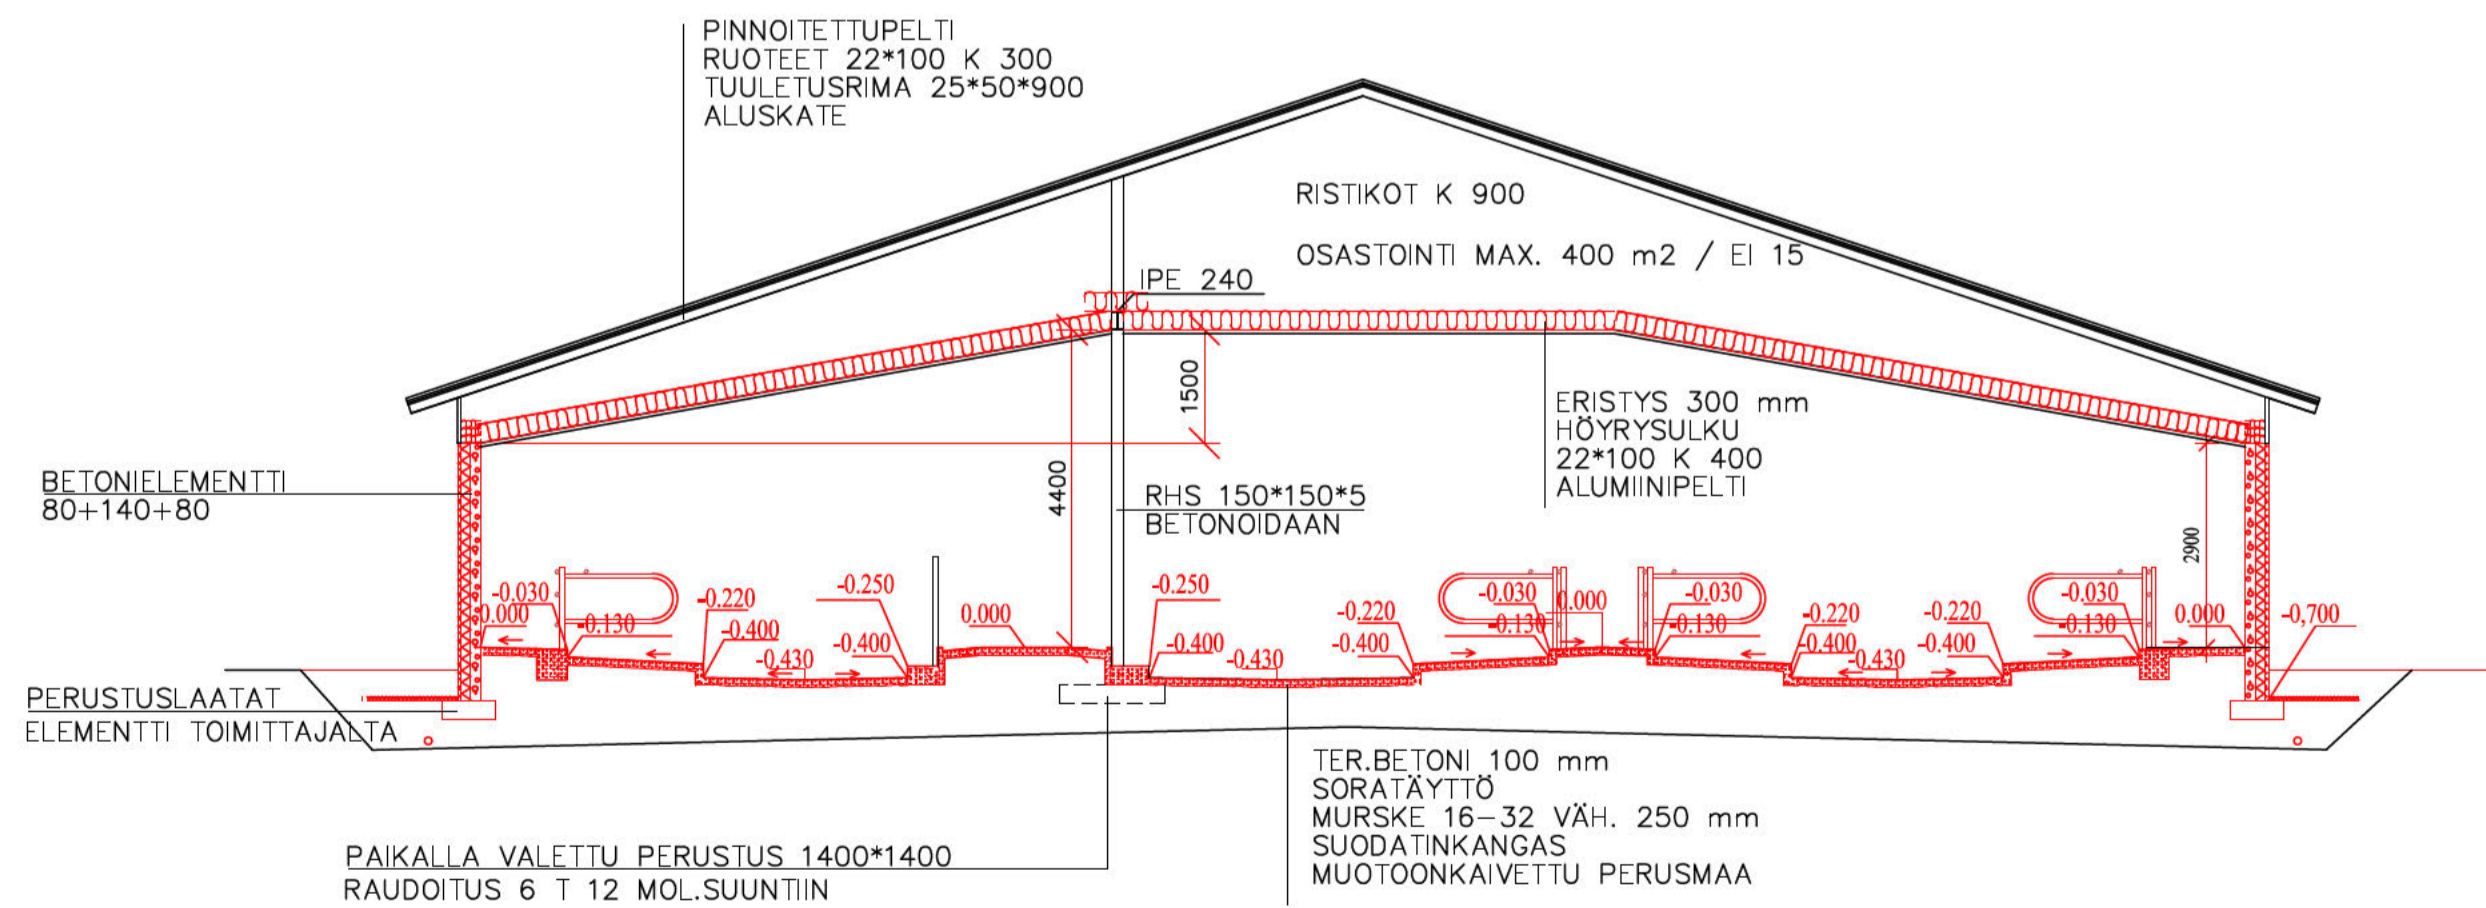 PINNOITETTUPELTI
RUOTEET 22*100 K 300
TUULETUSRIMA 25*50*900
ALUSKATE
RISTIKOT K 900
OSASTOINTI MAX. 400 m2 / EI 15
IPE 240
1500
ERISTYS 300 mm
HÖYRYSULKU
22*100 K 400
ALUMIINIPELTI
BETONIELEMENTTI
80+140+80
4400
RHS 150*150*5
BETONOIDAAN
2900
-0.030
0.000
-0.130
-0.220
-0.400
-0.430
-0.250
-0.400
0.000
-0.250
-0.400
-0.430
-0.220
-0.400
-0.030
-0.130
0.000
-0.030
-0.130
-0.220
-0.400
-0.430
-0.220
-0.400
-0.030
-0.130
0.000
-0,700
PERUSTUSLAATAT
ELEMENTTI TOIMITTAJALTA
TER.BETONI 100 mm
SORATÄYTTÖ
MURSKE 16-32 VÄH. 250 mm
SUODATINKANGAS
MUOTOONKAIVETTU PERUSMAA
PAIKALLA VALETTU PERUSTUS 1400*1400
RAUDOITUS 6 T 12 MOL.SUUNTIIN